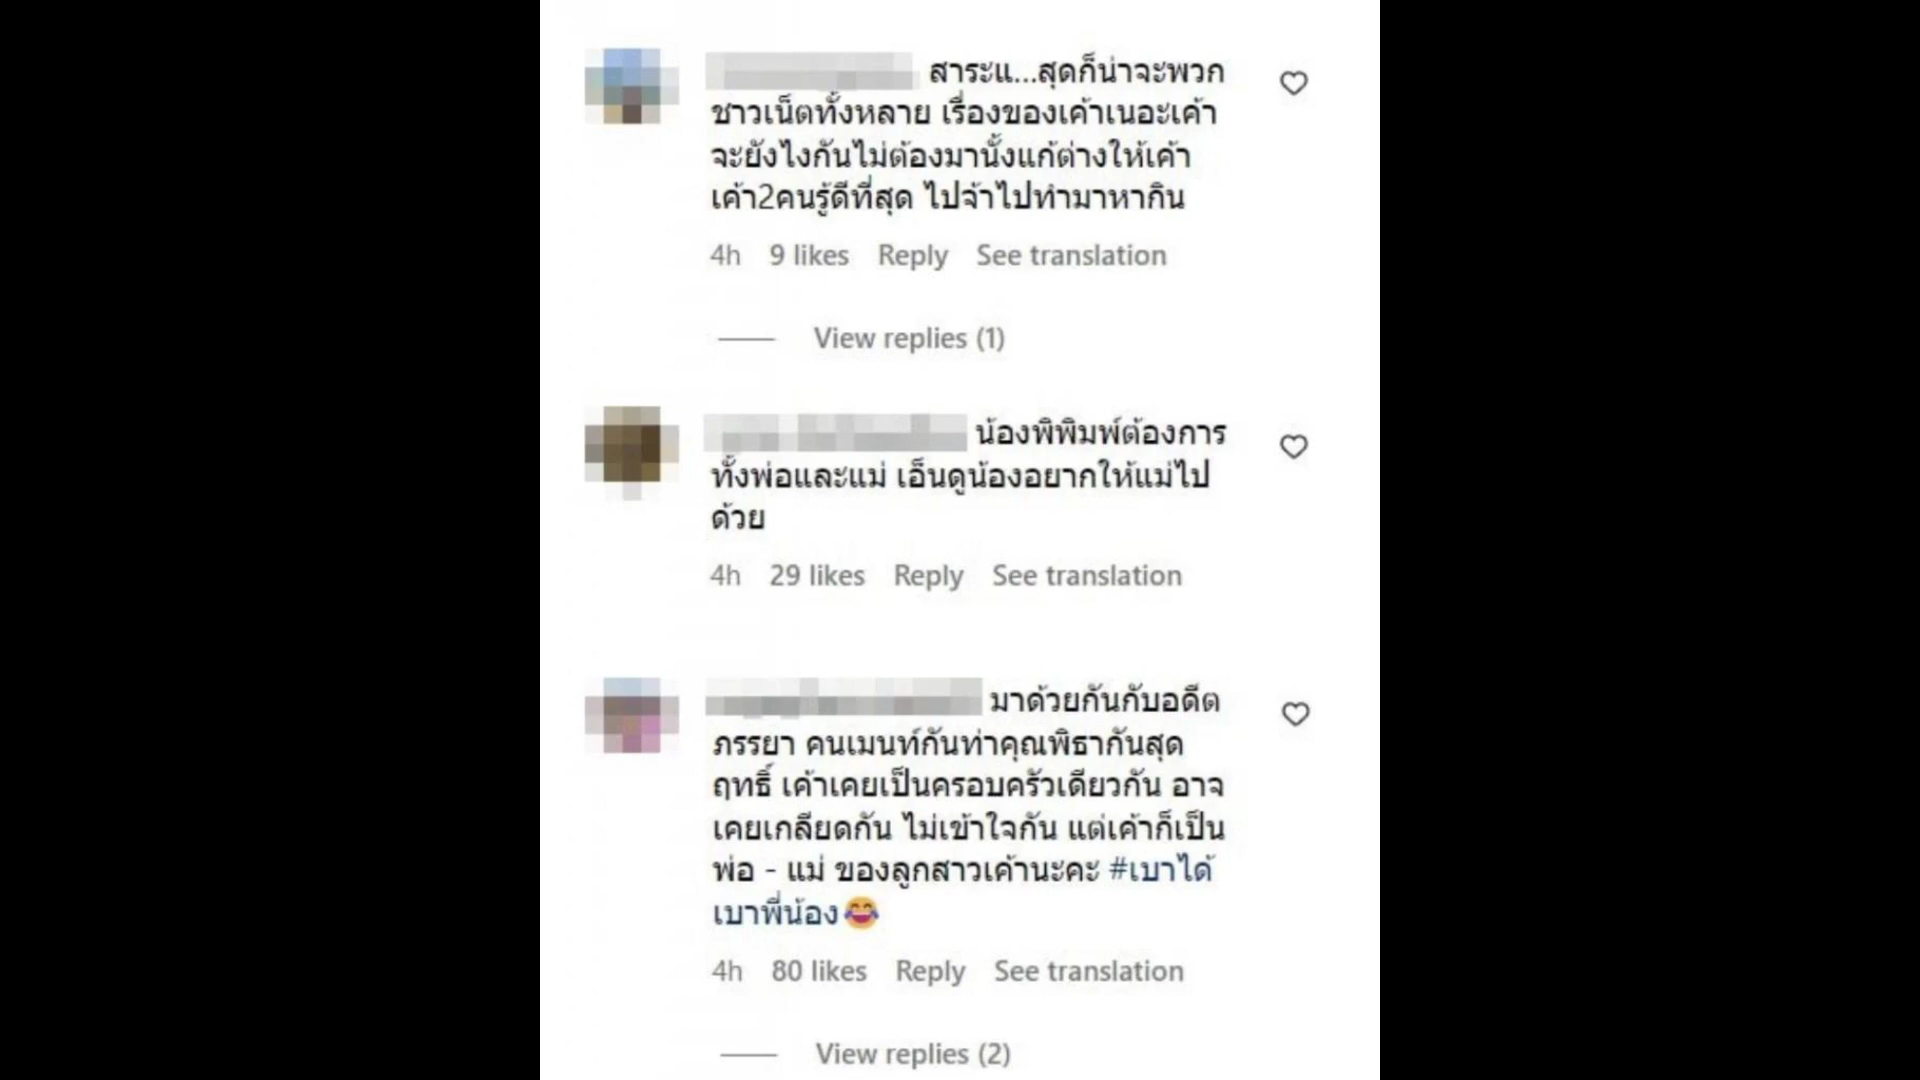 สาระแ...สุดก็น่าจะพวก
ชาวเน็ตทั้งหลาย เรื่องของเค้าเนอะเค้า
จะยังไงกันไม่ต้องมานั้งแก้ต่างให้เค้า
เค้า2คนรู้ดีที่สุด ไปจ้าไปทำมาหากิน
4h 9 likes Reply See translation
View replies (1)
น้องพิพิมพ์ต้องการ
ทั้งพ่อและแม่ เอ็นดูน้องอยากให้แม่ไป
ด้วย
4h 29 likes Reply See translation
มาด้วยกันกับอดีต
ภรรยา คนเมนท์กันท่าคุณพิธากันสุด
ฤทธิ์ เค้าเคยเป็นครอบครัวเดียวกัน อาจ
เคยเกลียดกัน ไม่เข้าใจกัน แต่เค้าก็เป็น
พ่อ - แม่ ของลูกสาวเค้านะคะ #เบาได้
เบาพี่น้อง😂
4h 80 likes Reply See translation
View replies (2)